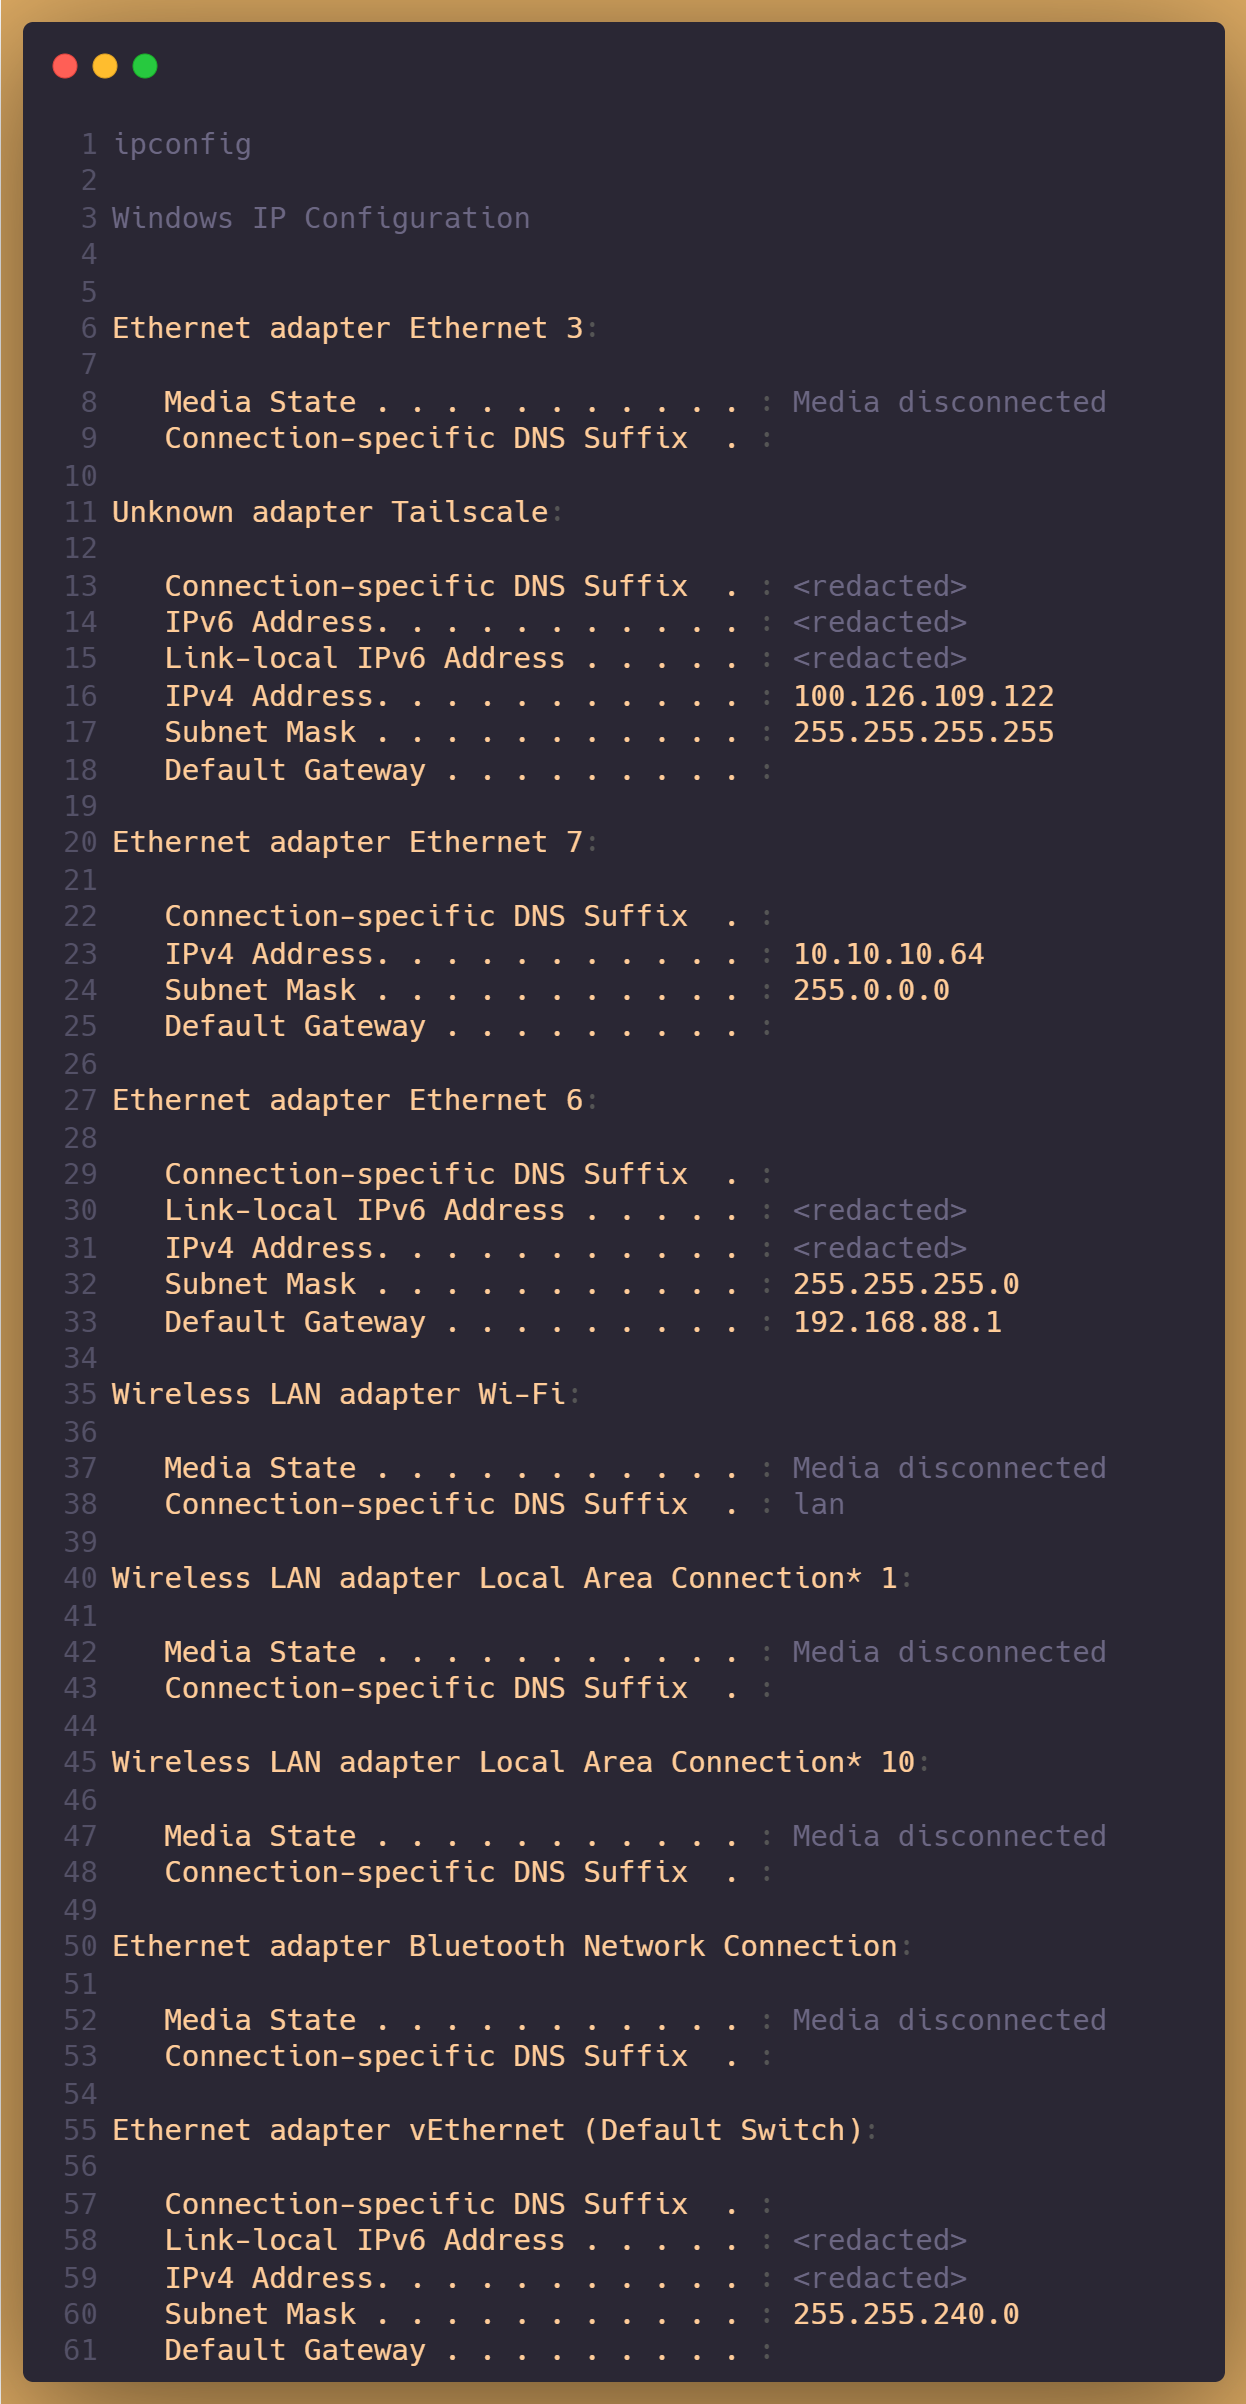 1 ipconfig
2
3 Windows IP Configuration
4
5
6 Ethernet adapter Ethernet 3:
7
8    Media State . . . . . . . . . . . : Media disconnected
9    Connection-specific DNS Suffix  . :
10
11 Unknown adapter Tailscale:
12
13    Connection-specific DNS Suffix  . : <redacted>
14    IPv6 Address. . . . . . . . . . . : <redacted>
15    Link-local IPv6 Address . . . . . : <redacted>
16    IPv4 Address. . . . . . . . . . . : 100.126.109.122
17    Subnet Mask . . . . . . . . . . . : 255.255.255.255
18    Default Gateway . . . . . . . . . :
19
20 Ethernet adapter Ethernet 7:
21
22    Connection-specific DNS Suffix  . :
23    IPv4 Address. . . . . . . . . . . : 10.10.10.64
24    Subnet Mask . . . . . . . . . . . : 255.0.0.0
25    Default Gateway . . . . . . . . . :
26
27 Ethernet adapter Ethernet 6:
28
29    Connection-specific DNS Suffix  . :
30    Link-local IPv6 Address . . . . . : <redacted>
31    IPv4 Address. . . . . . . . . . . : <redacted>
32    Subnet Mask . . . . . . . . . . . : 255.255.255.0
33    Default Gateway . . . . . . . . . : 192.168.88.1
34
35 Wireless LAN adapter Wi-Fi:
36
37    Media State . . . . . . . . . . . : Media disconnected
38    Connection-specific DNS Suffix  . : lan
39
40 Wireless LAN adapter Local Area Connection* 1:
41
42    Media State . . . . . . . . . . . : Media disconnected
43    Connection-specific DNS Suffix  . :
44
45 Wireless LAN adapter Local Area Connection* 10:
46
47    Media State . . . . . . . . . . . : Media disconnected
48    Connection-specific DNS Suffix  . :
49
50 Ethernet adapter Bluetooth Network Connection:
51
52    Media State . . . . . . . . . . . : Media disconnected
53    Connection-specific DNS Suffix  . :
54
55 Ethernet adapter vEthernet (Default Switch):
56
57    Connection-specific DNS Suffix  . :
58    Link-local IPv6 Address . . . . . : <redacted>
59    IPv4 Address. . . . . . . . . . . : <redacted>
60    Subnet Mask . . . . . . . . . . . : 255.255.240.0
61    Default Gateway . . . . . . . . . :